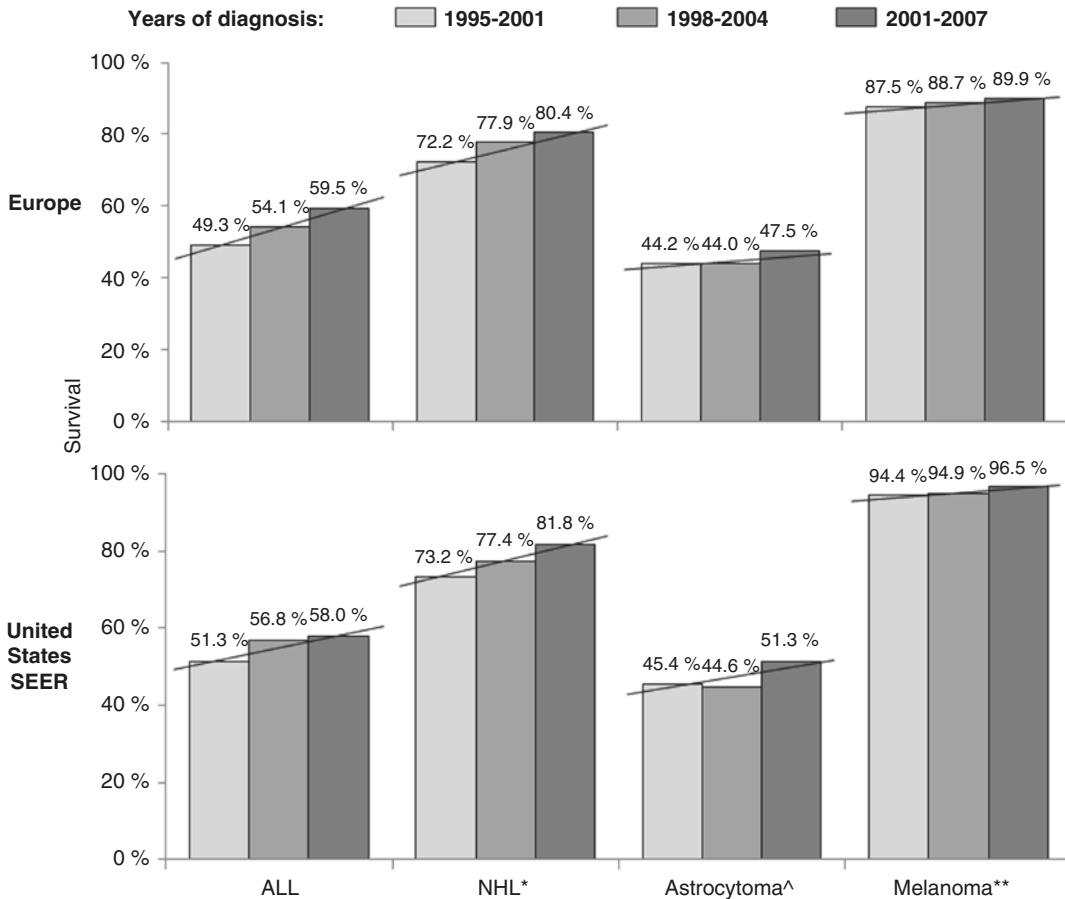 Years of diagnosis: 1995-2001 1998-2004 2001-2007
100 %
80 %
60 %
40 %
20 %
0 %
Europe
49.3 % 54.1 % 59.5 %
72.2 % 77.9 % 80.4 %
44.2 % 44.0 % 47.5 %
87.5 % 88.7 % 89.9 %
Survival
100 %
80 %
60 %
40 %
20 %
0 %
United
States
SEER
51.3 % 56.8 % 58.0 %
73.2 % 77.4 % 81.8 %
45.4 % 44.6 % 51.3 %
94.4 % 94.9 % 96.5 %
ALL NHL* Astrocytoma^ Melanoma**